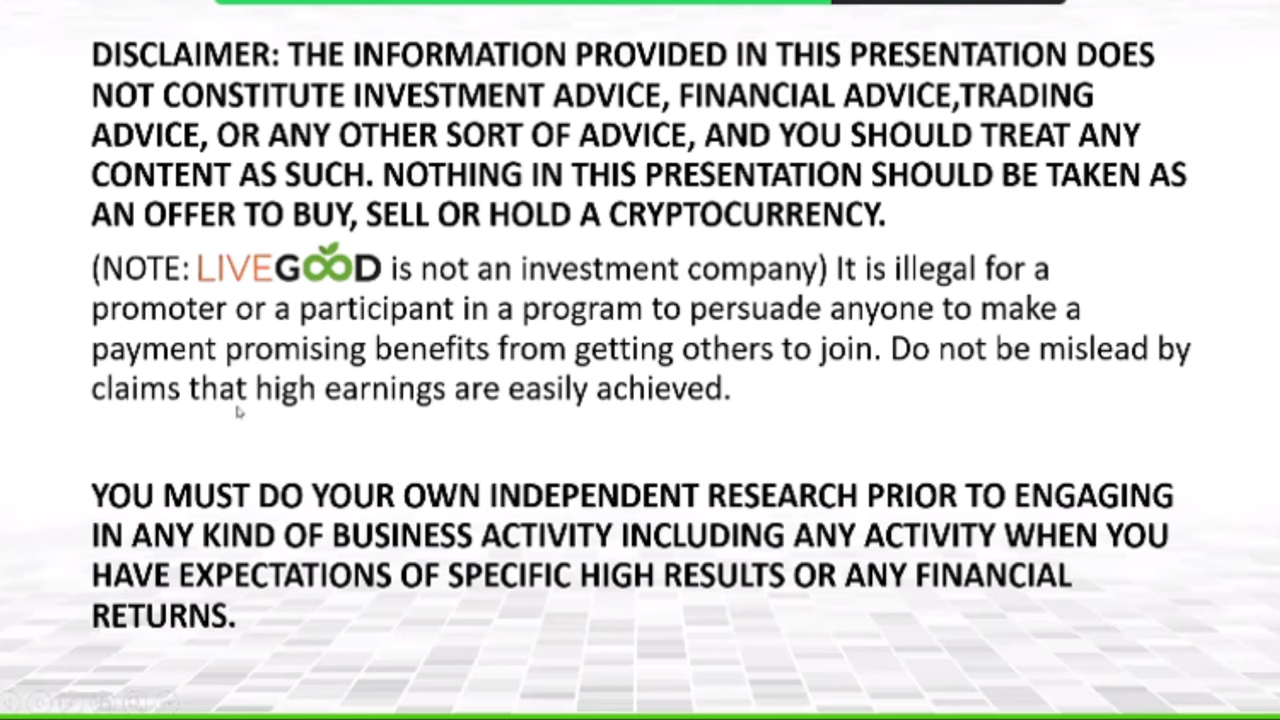 DISCLAIMER: THE INFORMATION PROVIDED IN THIS PRESENTATION DOES
NOT CONSTITUTE INVESTMENT ADVICE, FINANCIAL ADVICE,TRADING
ADVICE, OR ANY OTHER SORT OF ADVICE, AND YOU SHOULD TREAT ANY
CONTENT AS SUCH. NOTHING IN THIS PRESENTATION SHOULD BE TAKEN AS
AN OFFER TO BUY, SELL OR HOLD A CRYPTOCURRENCY.
(NOTE: LIVEGOOD is not an investment company) It is illegal for a
promoter or a participant in a program to persuade anyone to make a
payment promising benefits from getting others to join. Do not be mislead by
claims that high earnings are easily achieved.
YOU MUST DO YOUR OWN INDEPENDENT RESEARCH PRIOR TO ENGAGING
IN ANY KIND OF BUSINESS ACTIVITY INCLUDING ANY ACTIVITY WHEN YOU
HAVE EXPECTATIONS OF SPECIFIC HIGH RESULTS OR ANY FINANCIAL
RETURNS.